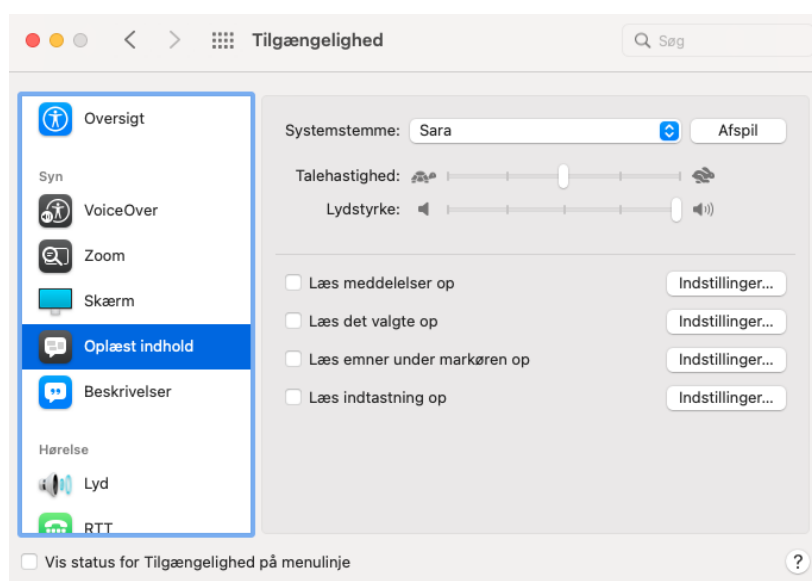 Tilgængelighed
Søg
Oversigt
Syn
VoiceOver
Zoom
Skærm
Oplæst indhold
Beskrivelser
Hørelse
Lyd
RTT
Systemstemme: Sara Afspil
Talehastighed:
Lydstyrke:
Læs meddelelser op Indstillinger...
Læs det valgte op Indstillinger...
Læs emner under markøren op Indstillinger...
Læs indtastning op Indstillinger...
Vis status for Tilgængelighed på menulinje ?